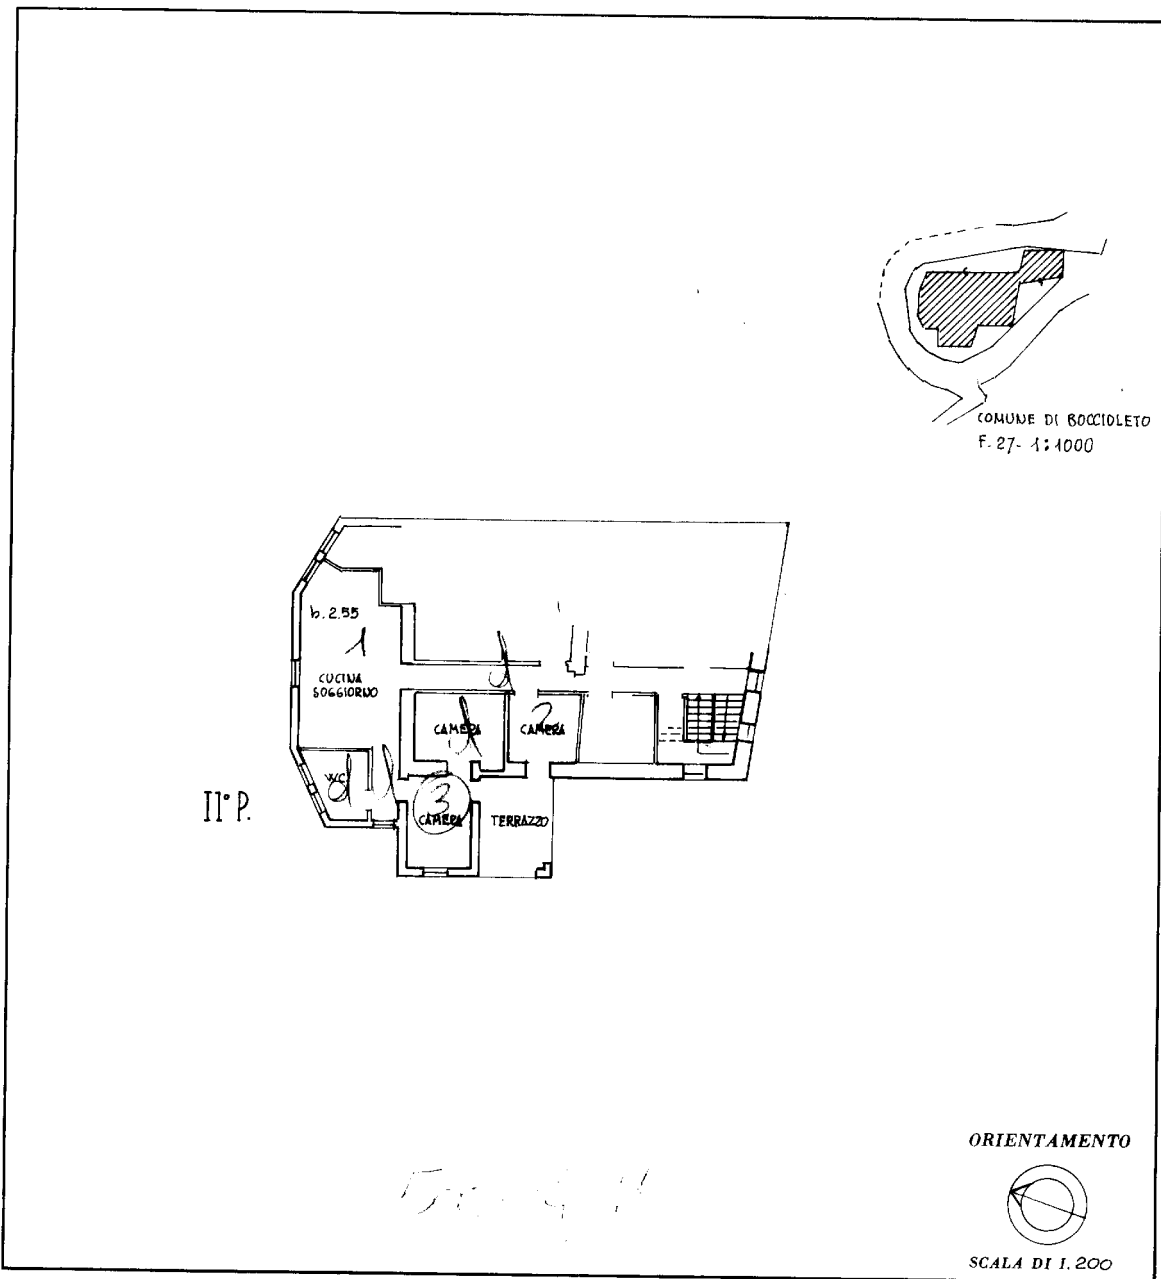 COMUNE DI BOCCIOLETO
F. 27- 1:1000
h. 2.55
1
CUCINA
SOGGIORNO
CAMERA
2
CAMERA
WC
3
CAMERA
TERRAZZO
II° P.
ORIENTAMENTO
SCALA DI 1. 200